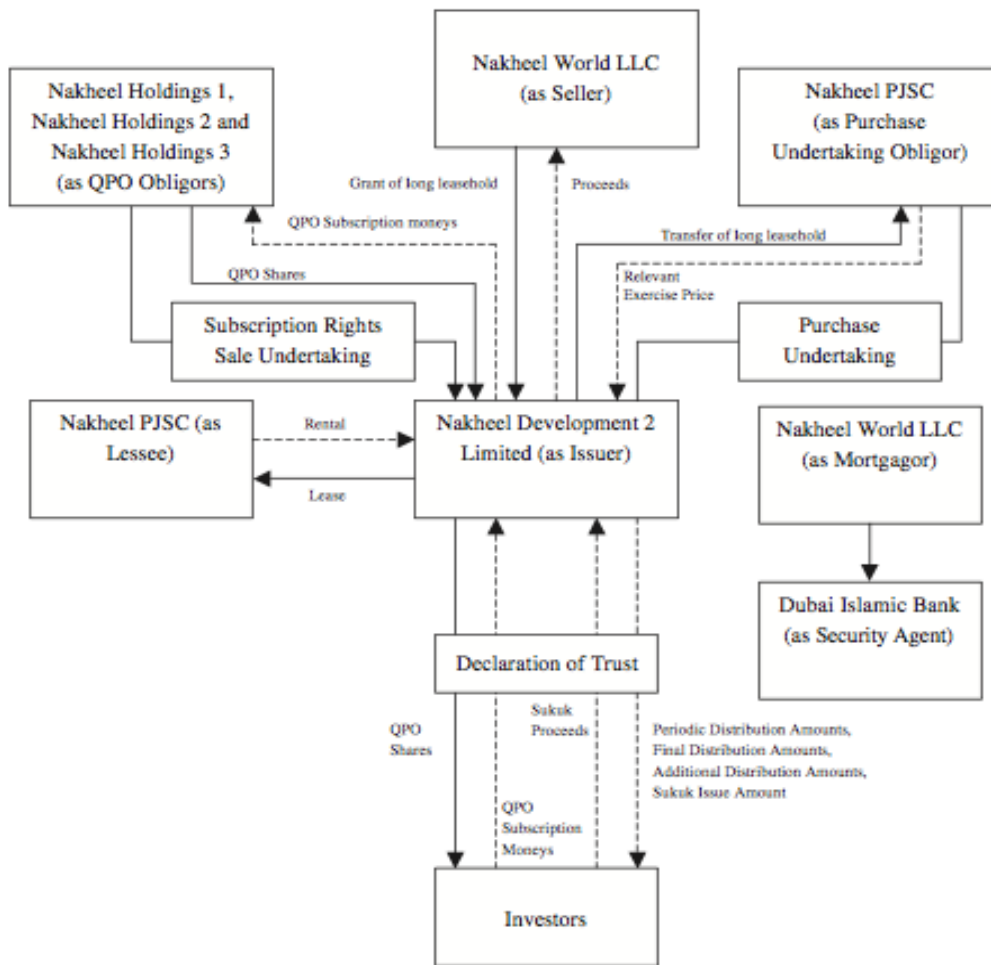 Nakheel World LLC
(as Seller)
Nakheel Holdings 1,
Nakheel Holdings 2 and
Nakheel Holdings 3
(as QPO Obligors)
Nakheel PJSC
(as Purchase
Undertaking Obligor)
Grant of long leasehold
Proceeds
QPO Subscription moneys
Transfer of long leasehold
QPO Shares
Relevant
Exercise Price
Subscription Rights
Sale Undertaking
Purchase
Undertaking
Nakheel PJSC (as
Lessee)
Rental
Lease
Nakheel Development 2
Limited (as Issuer)
Nakheel World LLC
(as Mortgagor)
Dubai Islamic Bank
(as Security Agent)
Declaration of Trust
QPO
Shares
Sukuk
Proceeds
Periodic Distribution Amounts,
Final Distribution Amounts,
Additional Distribution Amounts,
Sukuk Issue Amount
QPO
Subscription
Moneys
Investors